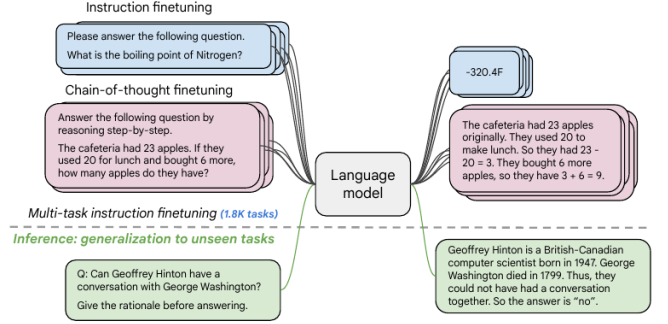 Instruction finetuning
Please answer the following question.
What is the boiling point of Nitrogen?
-320.4F
Chain-of-thought finetuning
Answer the following question by
reasoning step-by-step.
The cafeteria had 23 apples. If they
used 20 for lunch and bought 6 more,
how many apples do they have?
The cafeteria had 23 apples
originally. They used 20 to
make lunch. So they had 23 -
20 = 3. They bought 6 more
apples, so they have 3 + 6 = 9.
Language
model
Multi-task instruction finetuning (1.8K tasks)
Inference: generalization to unseen tasks
Q: Can Geoffrey Hinton have a
conversation with George Washington?
Give the rationale before answering.
Geoffrey Hinton is a British-Canadian
computer scientist born in 1947. George
Washington died in 1799. Thus, they
could not have had a conversation
together. So the answer is “no”.